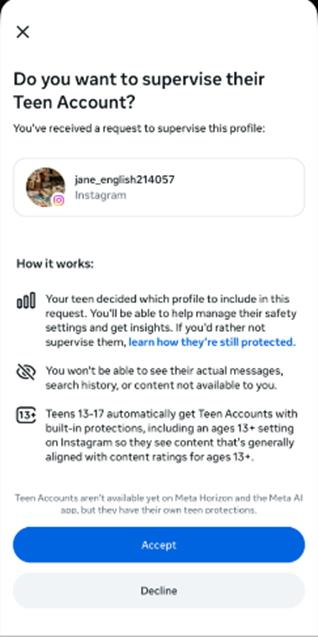 Do you want to supervise their
Teen Account?
You've received a request to supervise this profile:
jane_english214057
Instagram
How it works:
Your teen decided which profile to include in this
request. You'll be able to help manage their safety
settings and get insights. If you'd rather not
supervise them, learn how they're still protected.
You won't be able to see their actual messages,
search history, or content not available to you.
13+
Teens 13-17 automatically get Teen Accounts with
built-in protections, including an ages 13+ setting
on Instagram so they see content that's generally
aligned with content ratings for ages 13+.
Teen Accounts aren't available yet on Meta Horizon and the Meta AI
app, but they have their own teen protections.
Accept
Decline